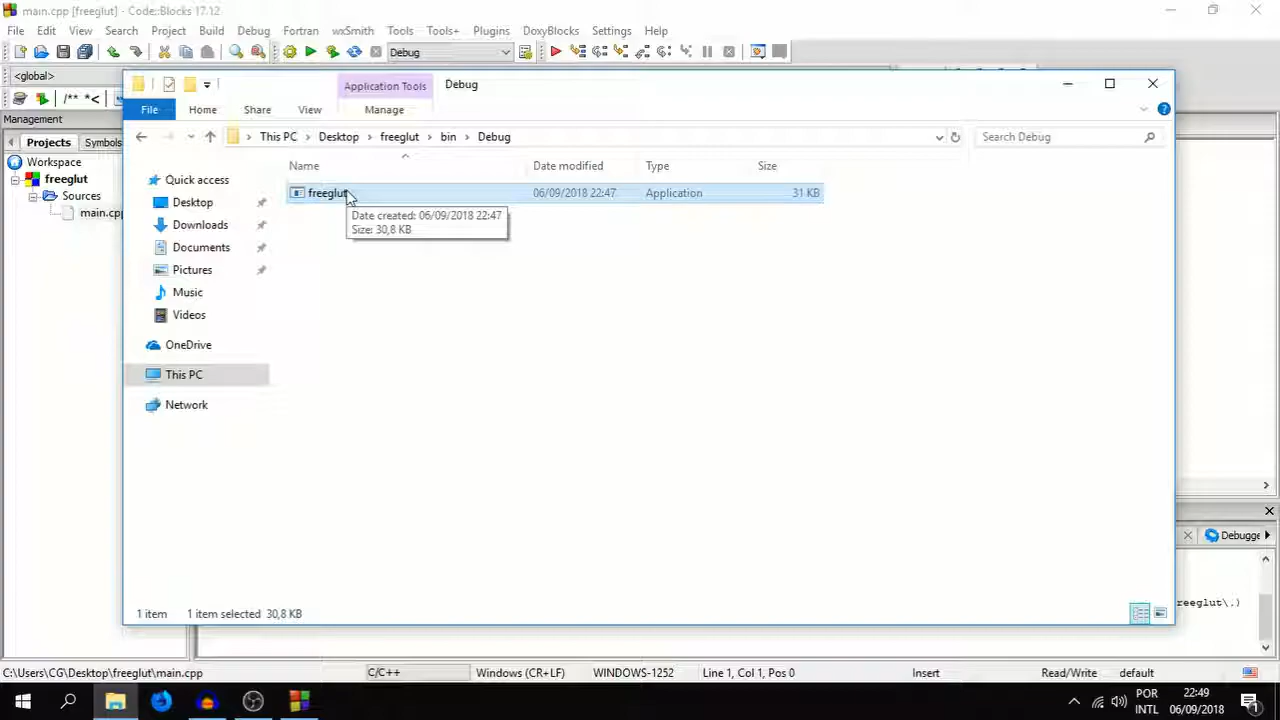 main.cpp [freeglut] - Code::Blocks 17.12
File Edit View Search Project Build Debug Fortran wxSmith Tools Tools+ Plugins DoxyBlocks Settings Help
Debug
<global>
/** *<
Management
Projects Symbols
Workspace
freeglut
Sources
main.cpp
Application Tools Debug
File Home Share View Manage
This PC Desktop freeglut bin Debug
Search Debug
Name Date modified Type Size
freeglut 06/09/2018 22:47 Application 31 KB
Date created: 06/09/2018 22:47
Size: 30,8 KB
Quick access
Desktop
Downloads
Documents
Pictures
Music
Videos
OneDrive
This PC
Network
1 item 1 item selected 30,8 KB
Debugge
reeglut\.)
C:\Users\CG\Desktop\freeglut\main.cpp C/C++ Windows (CR+LF) WINDOWS-1252 Line 1, Col 1, Pos 0 Insert Read/Write default
POR
INTL
22:49
06/09/2018
1